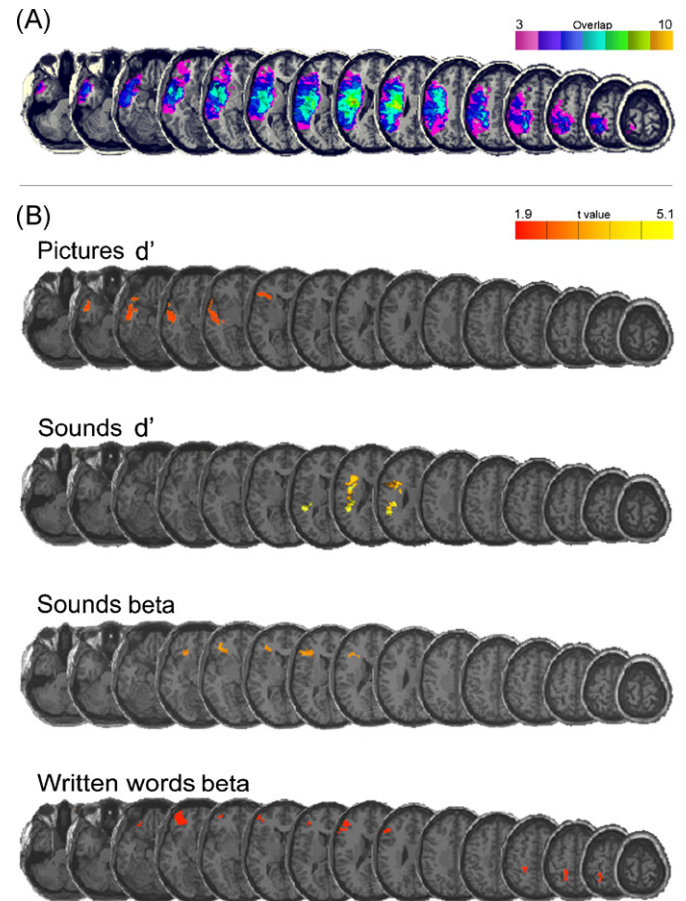 (A)
3 Overlap 10
(B)
1.9 t value 5.1
Pictures d'
Sounds d'
Sounds beta
Written words beta